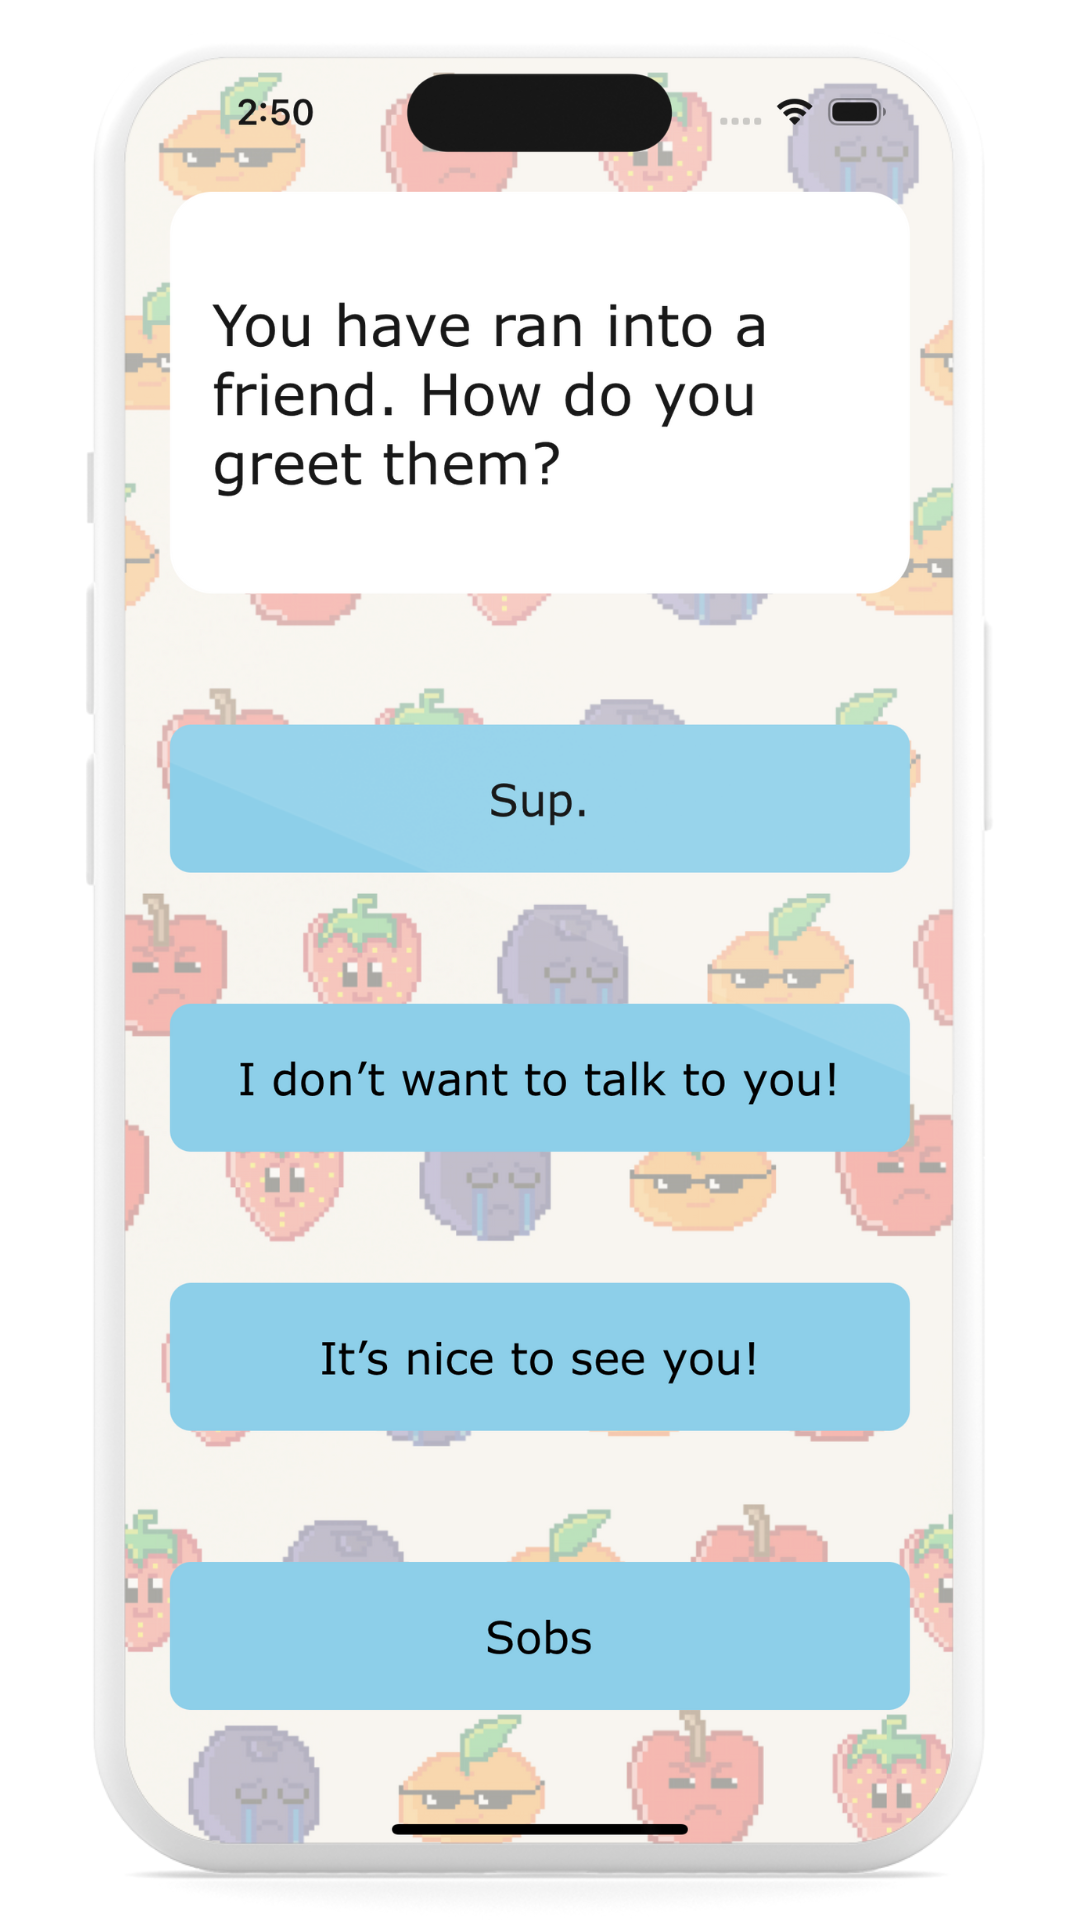 2:50
You have ran into a
friend. How do you
greet them?
Sup.
I don’t want to talk to you!
It’s nice to see you!
Sobs